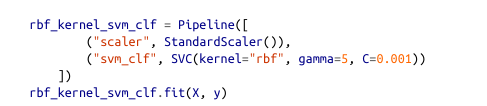 rbf_kernel_svm_clf = Pipeline([
        ("scaler", StandardScaler()),
        ("svm_clf", SVC(kernel="rbf", gamma=5, C=0.001))
    ])
rbf_kernel_svm_clf.fit(X, y)